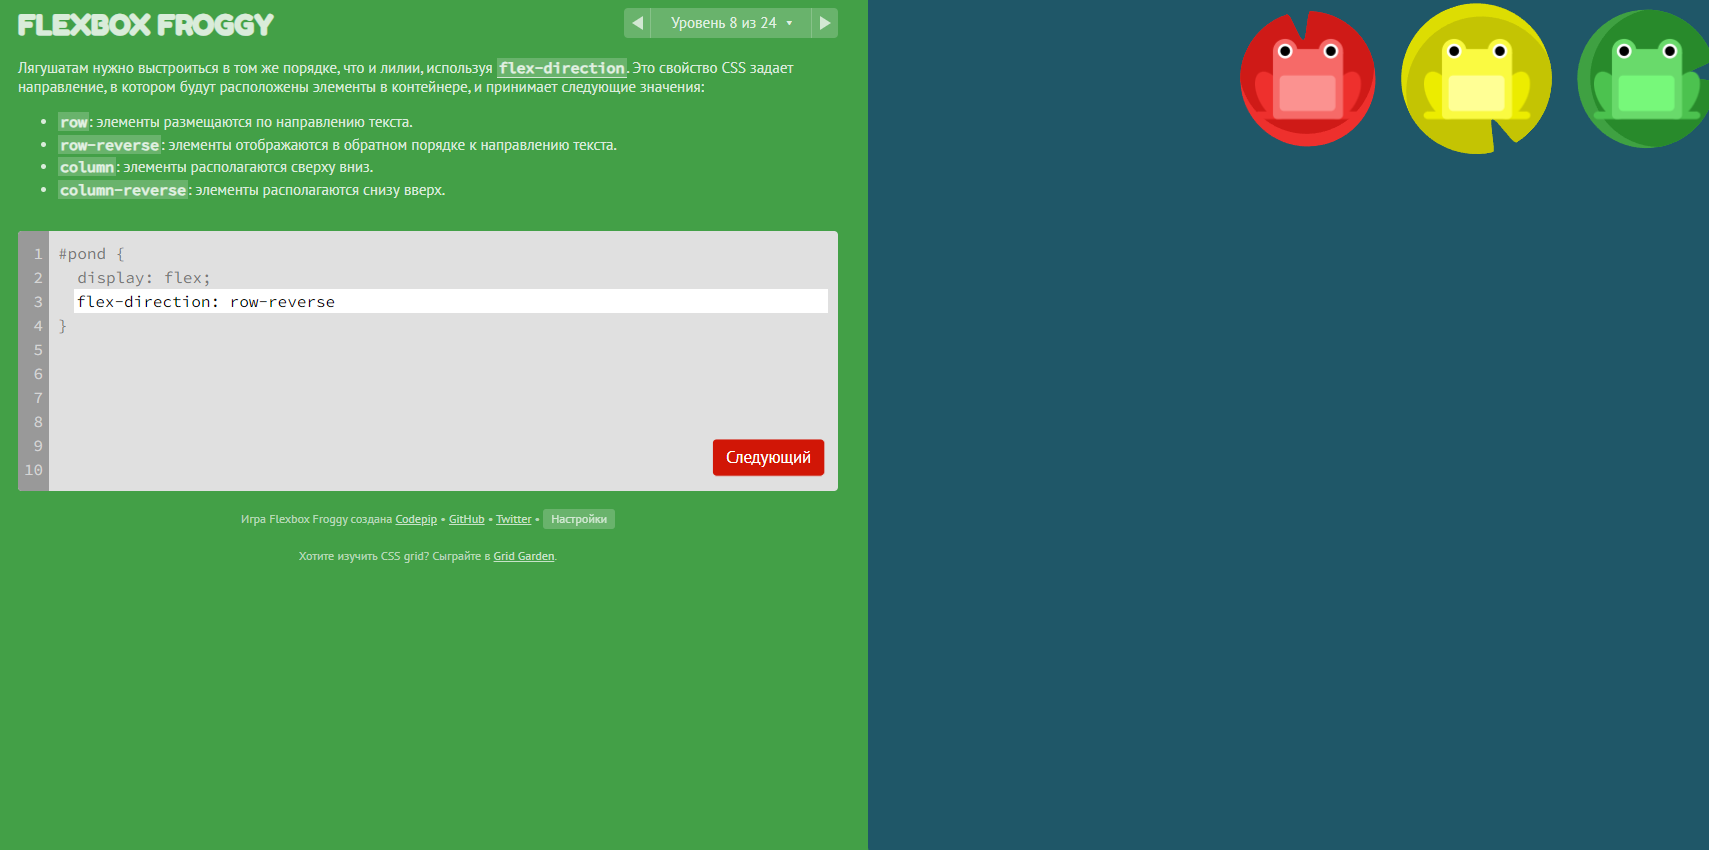 FLEXBOX FROGGY
Уровень 8 из 24
Лягушатам нужно выстроиться в том же порядке, что и лилии, используя flex-direction. Это свойство CSS задает
направление, в котором будут расположены элементы в контейнере, и принимает следующие значения:
• row: элементы размещаются по направлению текста.
• row-reverse: элементы отображаются в обратном порядке к направлению текста.
• column: элементы располагаются сверху вниз.
• column-reverse: элементы располагаются снизу вверх.
1 #pond {
2 display: flex;
3 flex-direction: row-reverse
4 }
5
6
7
8
9
10
Следующий
Игра Flexbox Froggy создана Codepip • GitHub • Twitter • Настройки
Хотите изучить CSS grid? Сыграйте в Grid Garden.